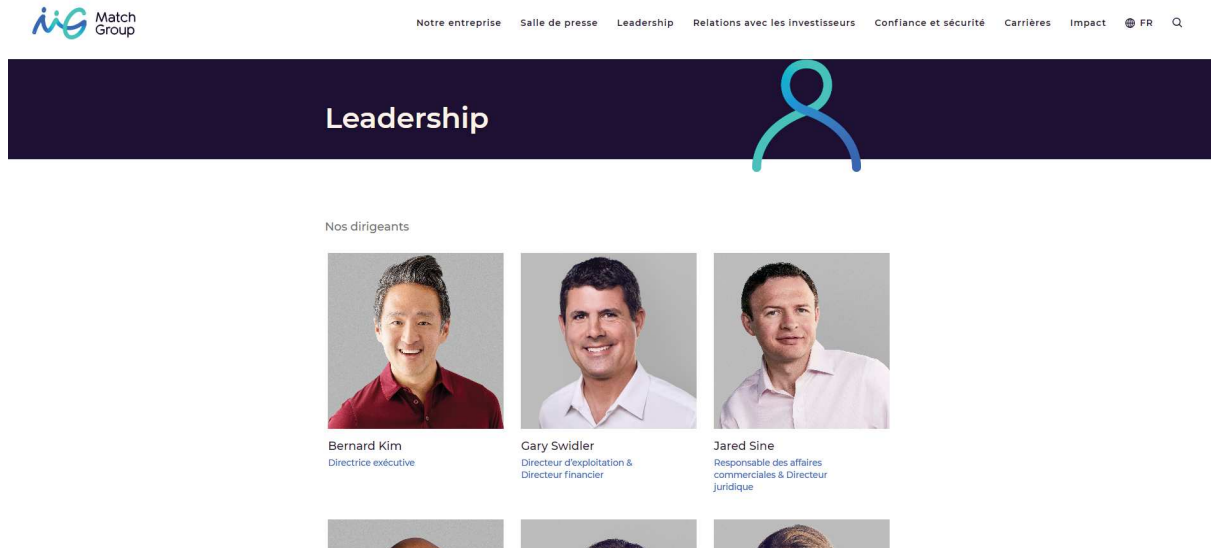 Match
Group
Notre entreprise Salle de presse Leadership Relations avec les investisseurs Confiance et sécurité Carrières Impact FR
Leadership
Nos dirigeants
Bernard Kim
Directrice exécutive
Gary Swidler
Directeur d'exploitation &
Directeur financier
Jared Sine
Responsable des affaires
commerciales & Directeur
juridique